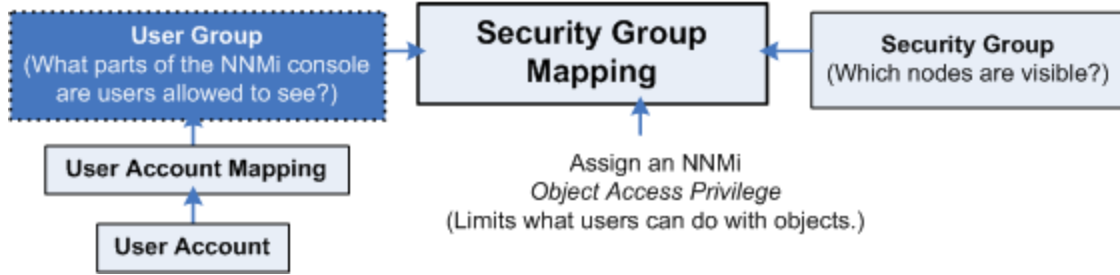 User Group
(What parts of the NNMi console
are users allowed to see?)
Security Group
Mapping
Security Group
(Which nodes are visible?)
User Account Mapping
User Account
Assign an NNMi
Object Access Privilege
(Limits what users can do with objects.)